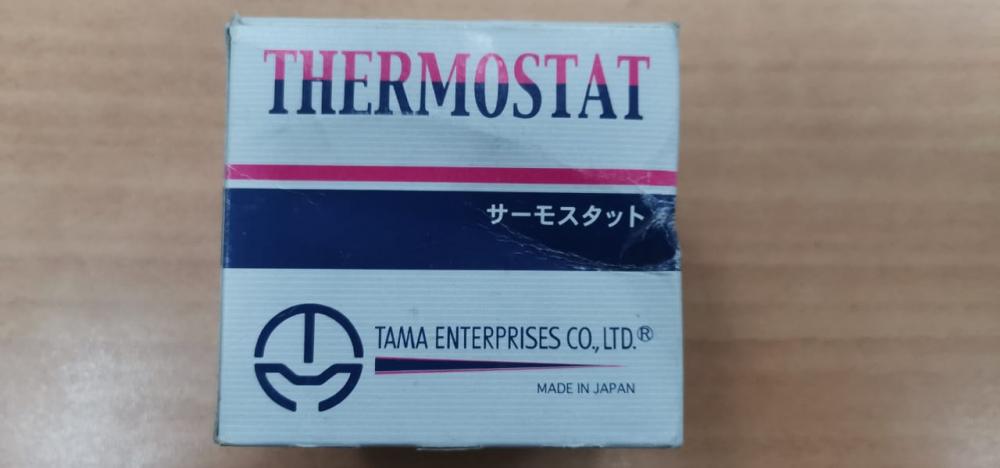 THERMOSTAT
サーモスタット
TAMA ENTERPRISES CO., LTD.®
MADE IN JAPAN